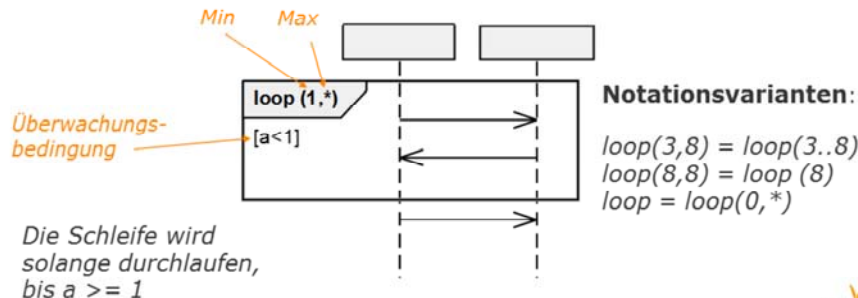 Min Max
loop (1,*)
Notationsvarianten:
Überwachungs-
bedingung
[a<1]
loop(3,8) = loop(3..8)
loop(8,8) = loop (8)
loop = loop(0,*)
Die Schleife wird
solange durchlaufen,
bis a >= 1